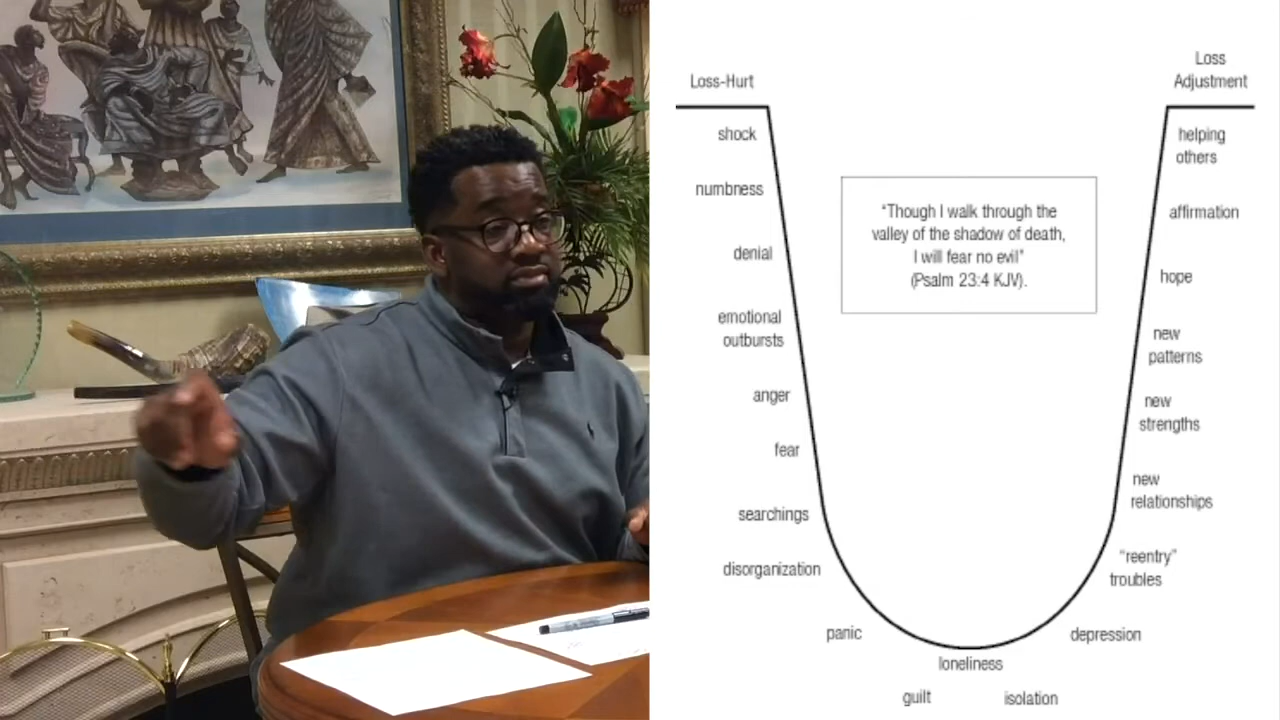 Loss-Hurt
shock
numbness
denial
emotional
outbursts
anger
fear
searchings
disorganization
panic
loneliness
guilt
isolation
depression
"reentry"
troubles
new
relationships
new
strengths
new
patterns
hope
affirmation
helping
others
Loss
Adjustment
"Though I walk through the
valley of the shadow of death,
I will fear no evil"
(Psalm 23:4 KJV).